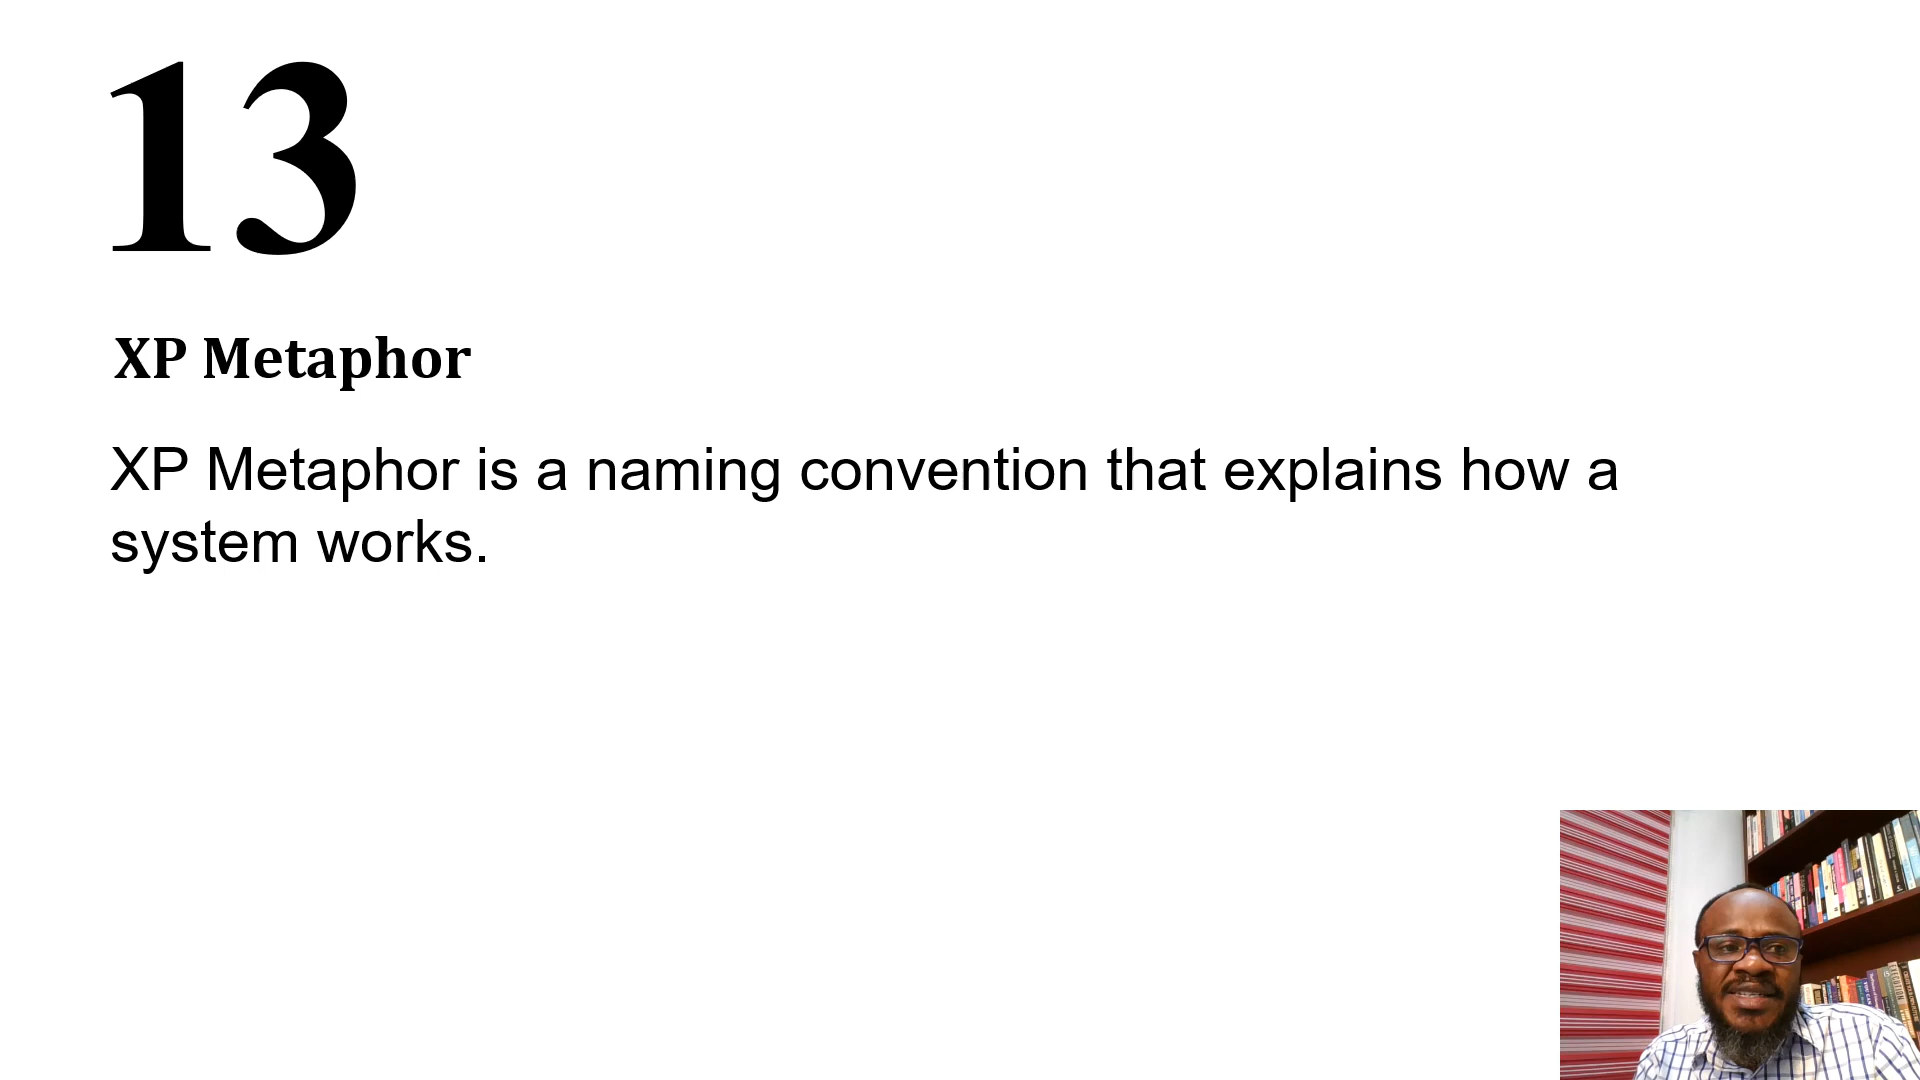 13
XP Metaphor
XP Metaphor is a naming convention that explains how a
system works.